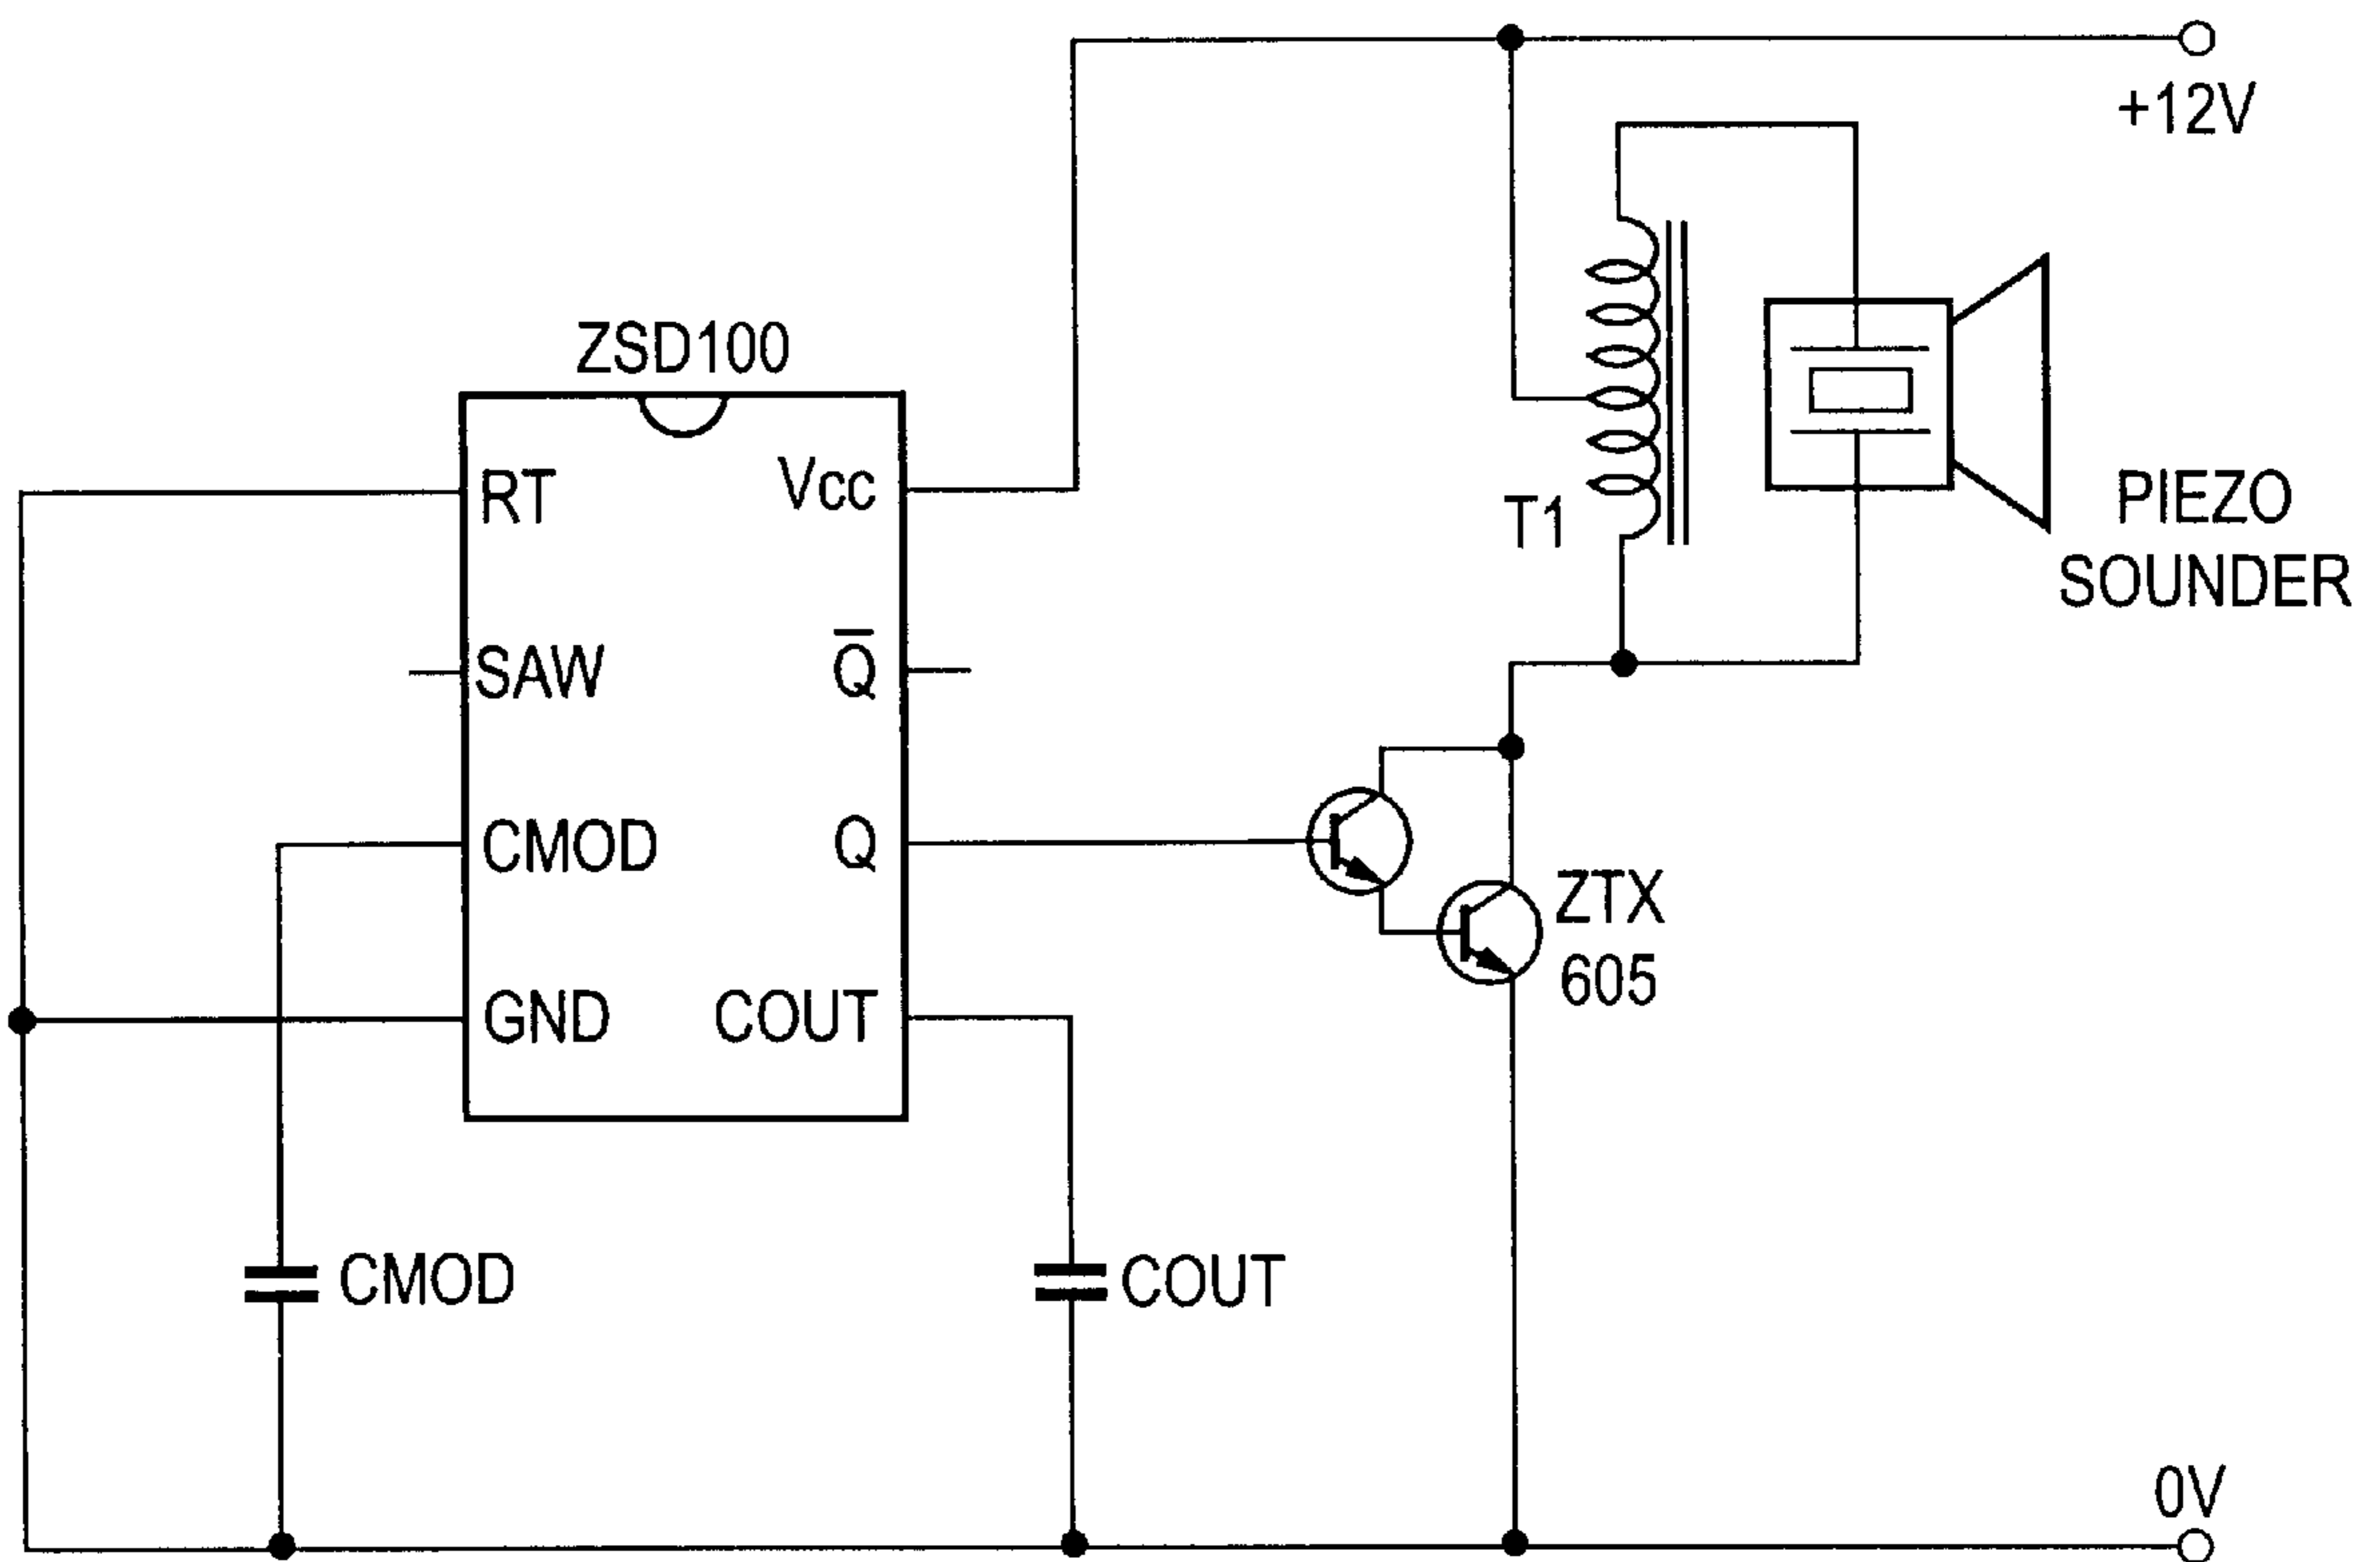 +12V
ZSD100
RT
Vcc
T1
PIEZO
SOUNDER
SAW
Q̅
CMOD
Q
ZTX
605
GND
COUT
CMOD
COUT
0V